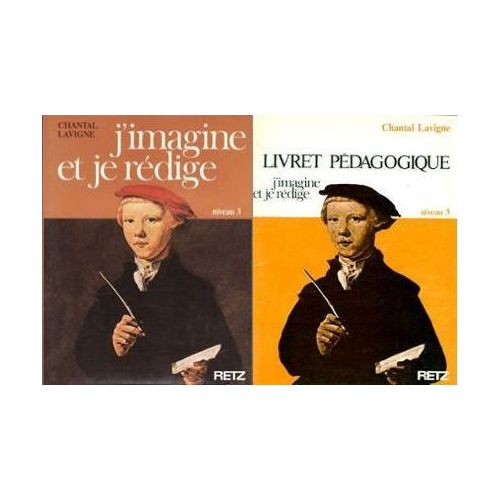 CHANTAL
LAVIGNE
j'imagine
et je rédige
niveau 3
RETZ
Chantal Lavigne
LIVRET PÉDAGOGIQUE
j'imagine
et je rédige
niveau 3
RETZ